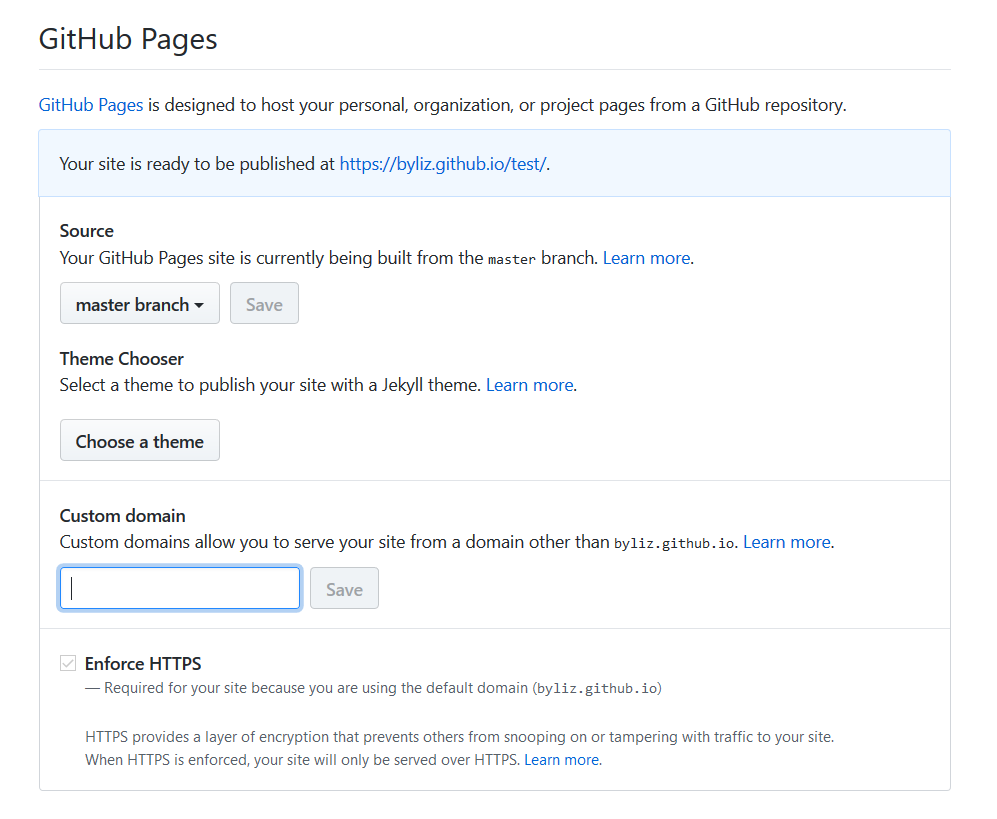 GitHub Pages
GitHub Pages is designed to host your personal, organization, or project pages from a GitHub repository.
Your site is ready to be published at https://byliz.github.io/test/.
Source
Your GitHub Pages site is currently being built from the master branch. Learn more.
master branch
Save
Theme Chooser
Select a theme to publish your site with a Jekyll theme. Learn more.
Choose a theme
Custom domain
Custom domains allow you to serve your site from a domain other than byliz.github.io. Learn more.
Save
Enforce HTTPS
— Required for your site because you are using the default domain (byliz.github.io)
HTTPS provides a layer of encryption that prevents others from snooping on or tampering with traffic to your site.
When HTTPS is enforced, your site will only be served over HTTPS. Learn more.